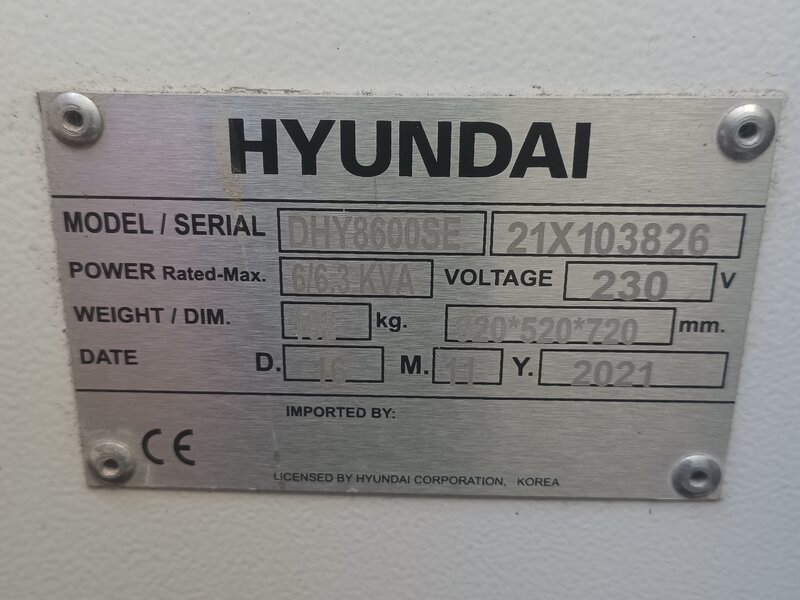 HYUNDAI
MODEL / SERIAL DHY8600SE 21X103826
POWER Rated-Max. 6/6.3 KVA VOLTAGE 230 V
WEIGHT / DIM. kg. mm.
DATE D. 16 M. 11 Y. 2021
IMPORTED BY:
CE
LICENSED BY HYUNDAI CORPORATION, KOREA